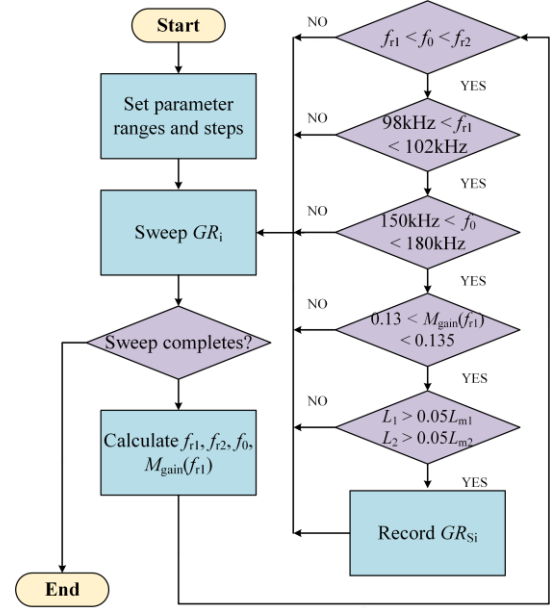 Start
Set parameter
ranges and steps
Sweep GRi
Sweep completes?
Calculate fr1, fr2, f0,
Mgain(fr1)
End
NO
fr1 < f0 < fr2
YES
NO
98kHz < fr1
< 102kHz
YES
NO
150kHz < f0
< 180kHz
YES
NO
0.13 < Mgain(fr1)
< 0.135
YES
NO
L1 > 0.05Lm1
L2 > 0.05Lm2
YES
Record GRSi